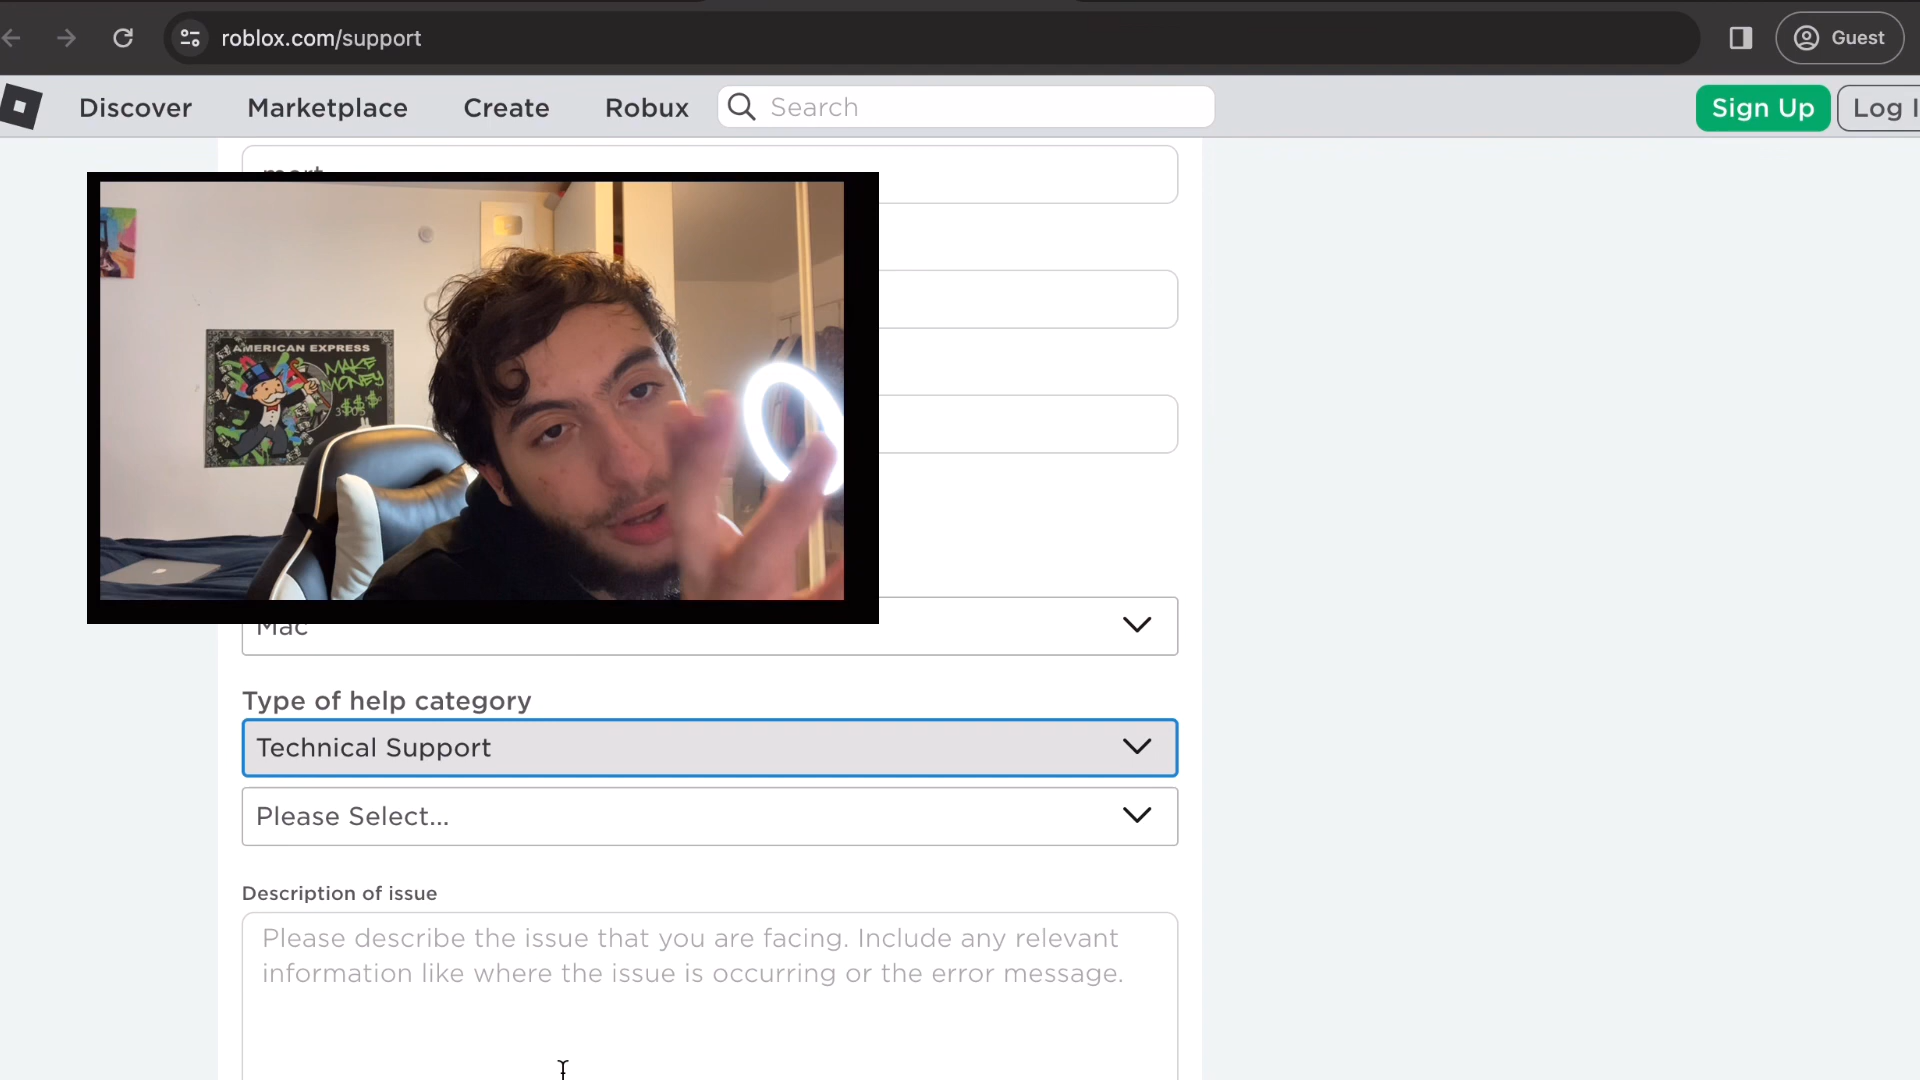 roblox.com/support
Guest
Discover
Marketplace
Create
Robux
Search
Sign Up
Log I
AMERICAN EXPRESS
MAKE
MONEY
$$$
Mac
Type of help category
Technical Support
Please Select...
Description of issue
Please describe the issue that you are facing. Include any relevant
information like where the issue is occurring or the error message.